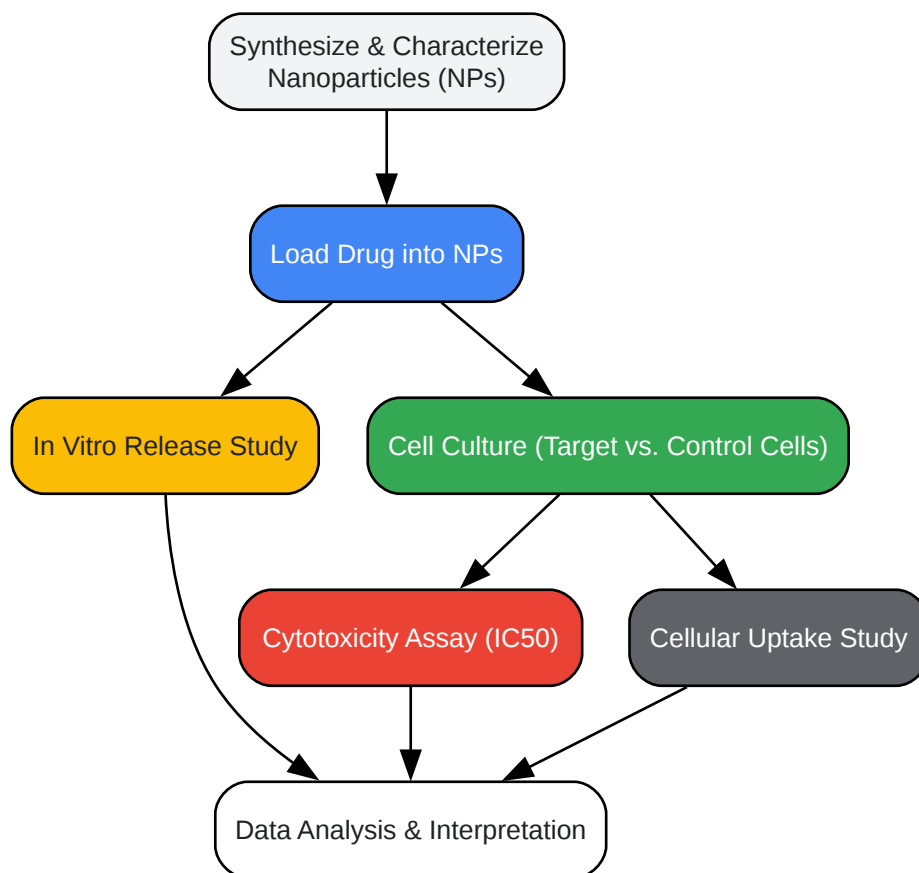 Synthesize & Characterize
Nanoparticles (NPs)
Load Drug into NPs
In Vitro Release Study
Cell Culture (Target vs. Control Cells)
Cytotoxicity Assay (IC50)
Cellular Uptake Study
Data Analysis & Interpretation